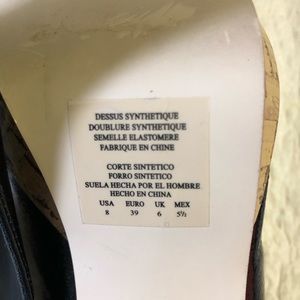 DESSUS SYNTHETIQUE
DOUBLURE SYNTHETIQUE
SEMELLE ELASTOMERE
FABRIQUE EN CHINE
CORTE SINTETICO
FORRO SINTETICO
SUELA HECHA POR EL HOMBRE
HECHO EN CHINA
USA EURO UK MEX
8 39 6 5½